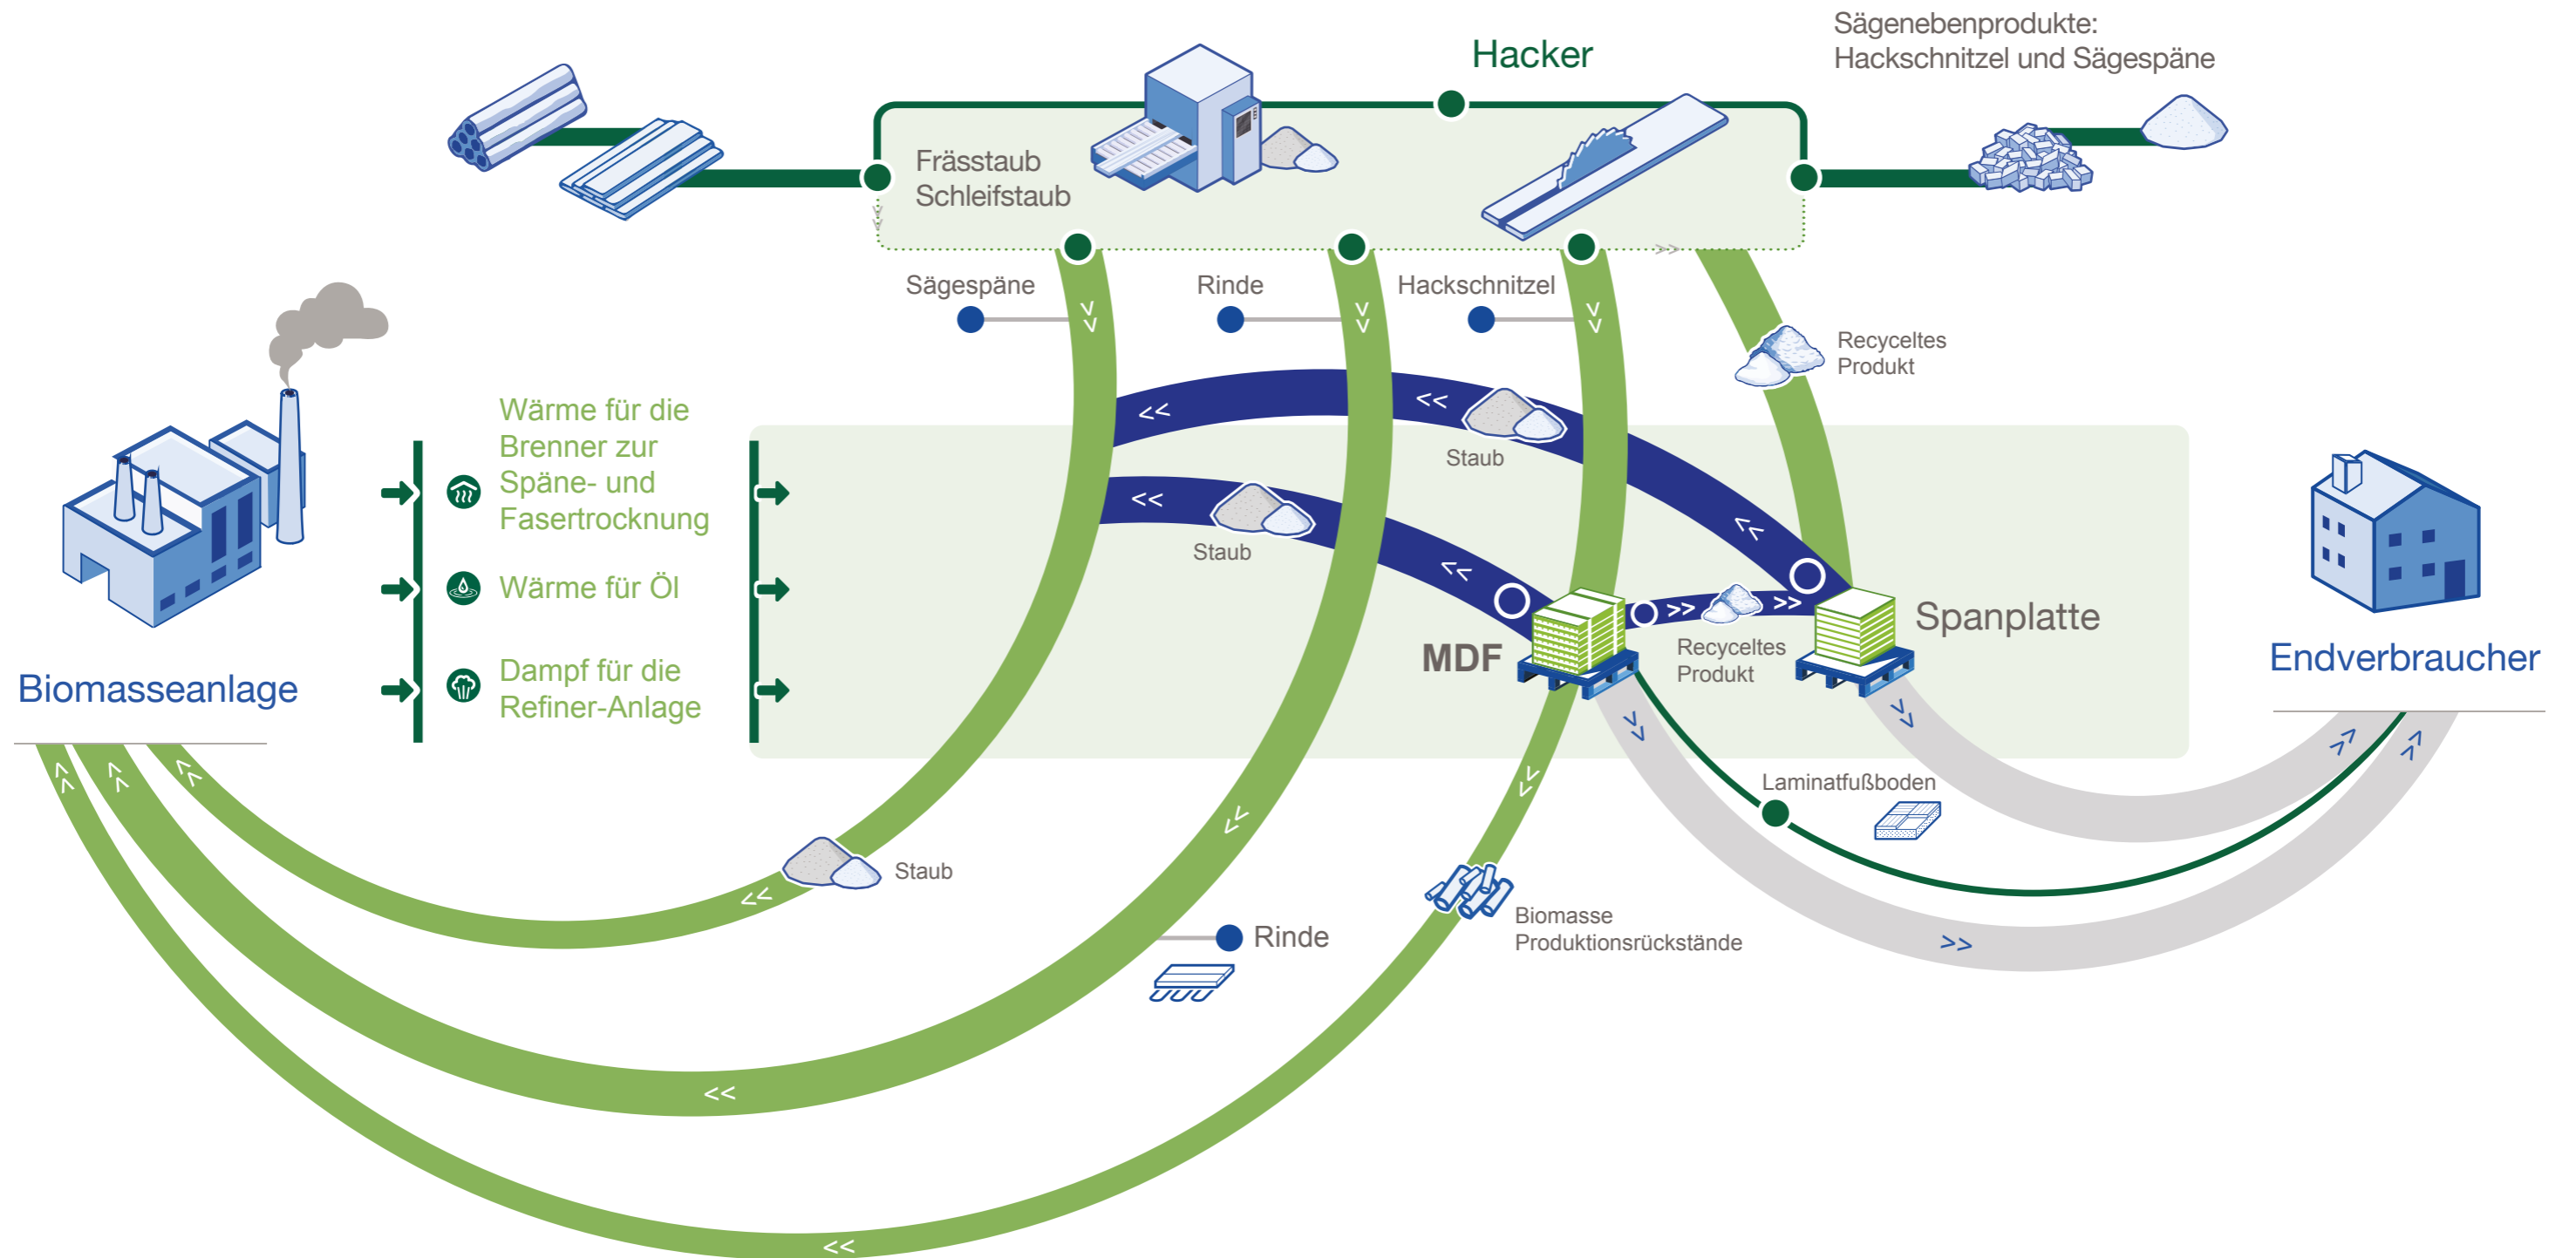 Sägenebenprodukte:
Hackschnitzel und Sägespäne
Hacker
Frässtaub
Schleifstaub
Sägespäne
Rinde
Hackschnitzel
Recyceltes
Produkt
Wärme für die
Brenner zur
Späne- und
Fasertrocknung
Staub
Staub
Wärme für Öl
Spanplatte
MDF
Recyceltes
Produkt
Endverbraucher
Biomasseanlage
Dampf für die
Refiner-Anlage
Laminatfußboden
Staub
Biomasse
Produktionsrückstände
Rinde